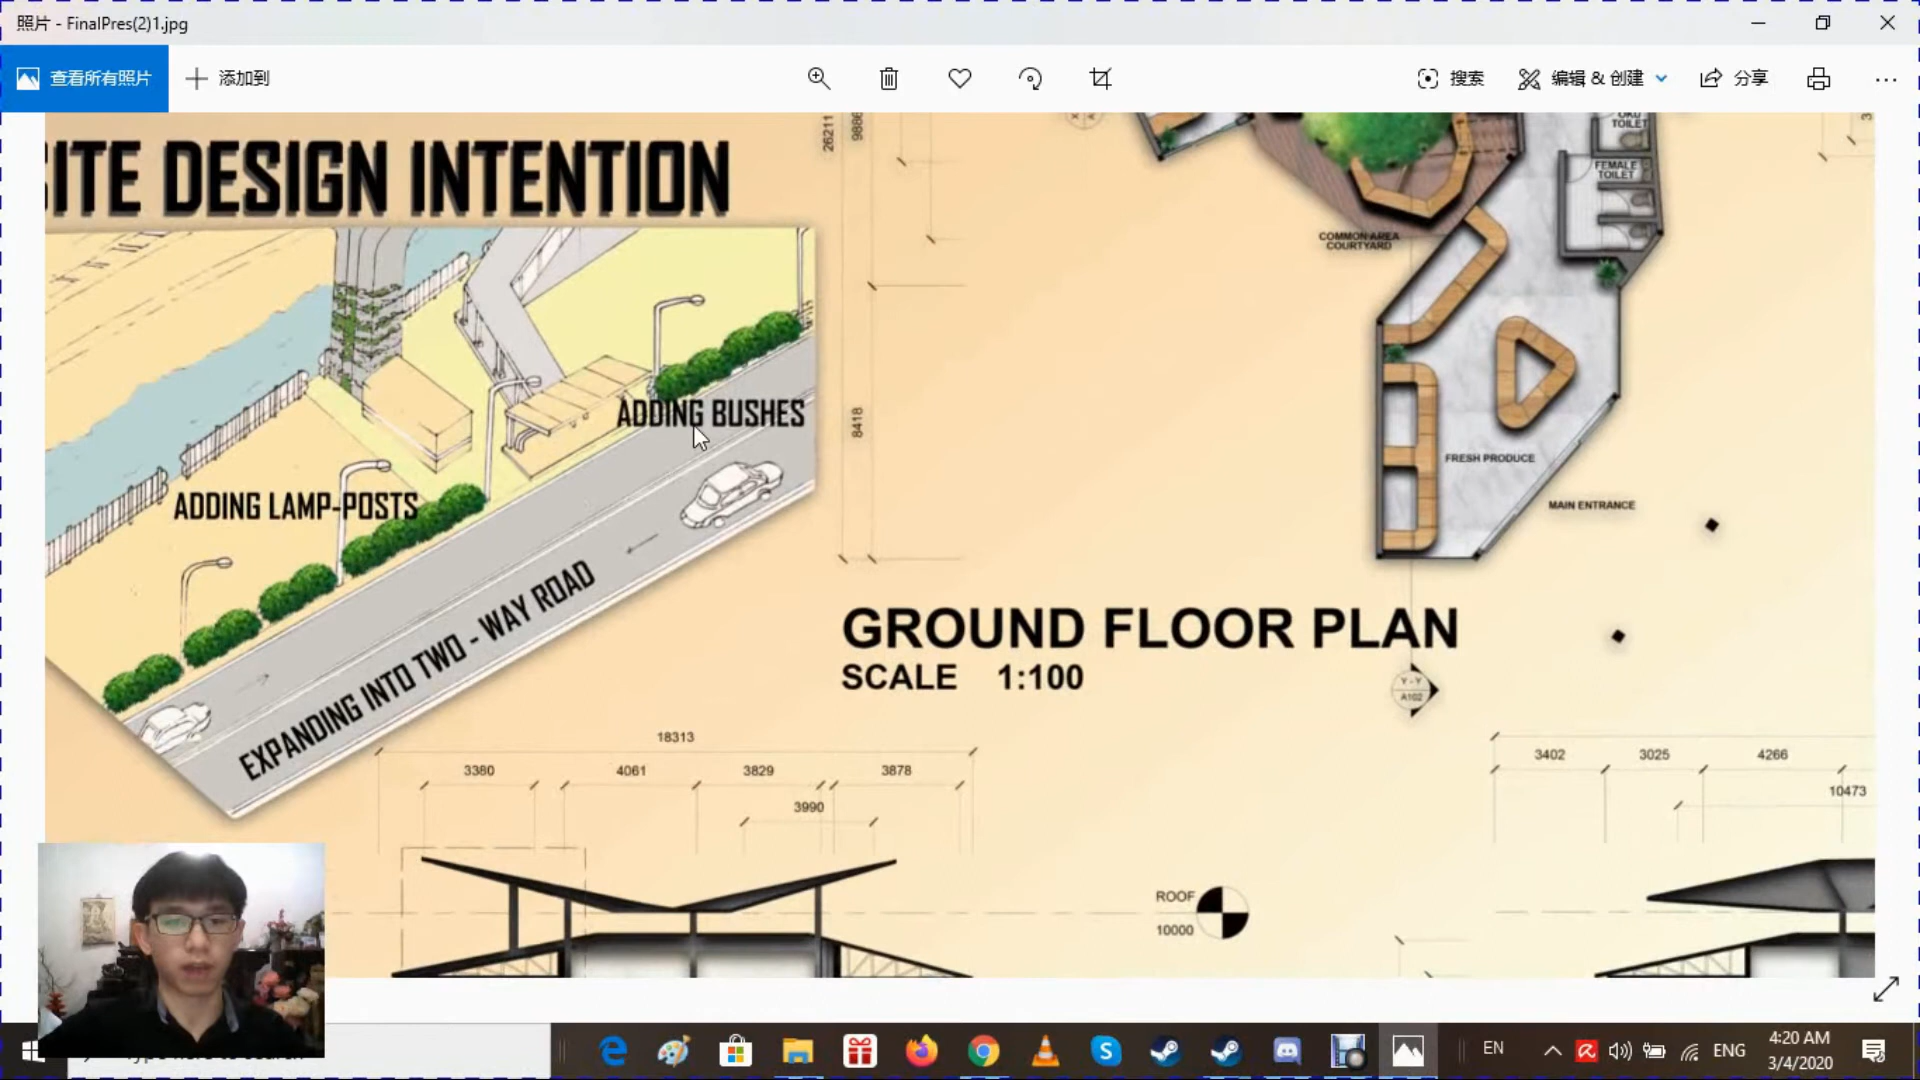 照片 - FinalPres(2)1.jpg
查看所有照片
添加到
搜索
编辑 & 创建
分享
SITE DESIGN INTENTION
ADDING BUSHES
ADDING LAMP-POSTS
EXPANDING INTO TWO - WAY ROAD
26211
8418
OKU
TOILET
FEMALE
TOILET
COMMON AREA
COURTYARD
FRESH PRODUCE
MAIN ENTRANCE
GROUND FLOOR PLAN
SCALE 1:100
Y - Y
A102
18313
3380
4061
3829
3878
3990
3402
3025
4266
10473
ROOF
10000
EN
ENG
4:20 AM
3/4/2020